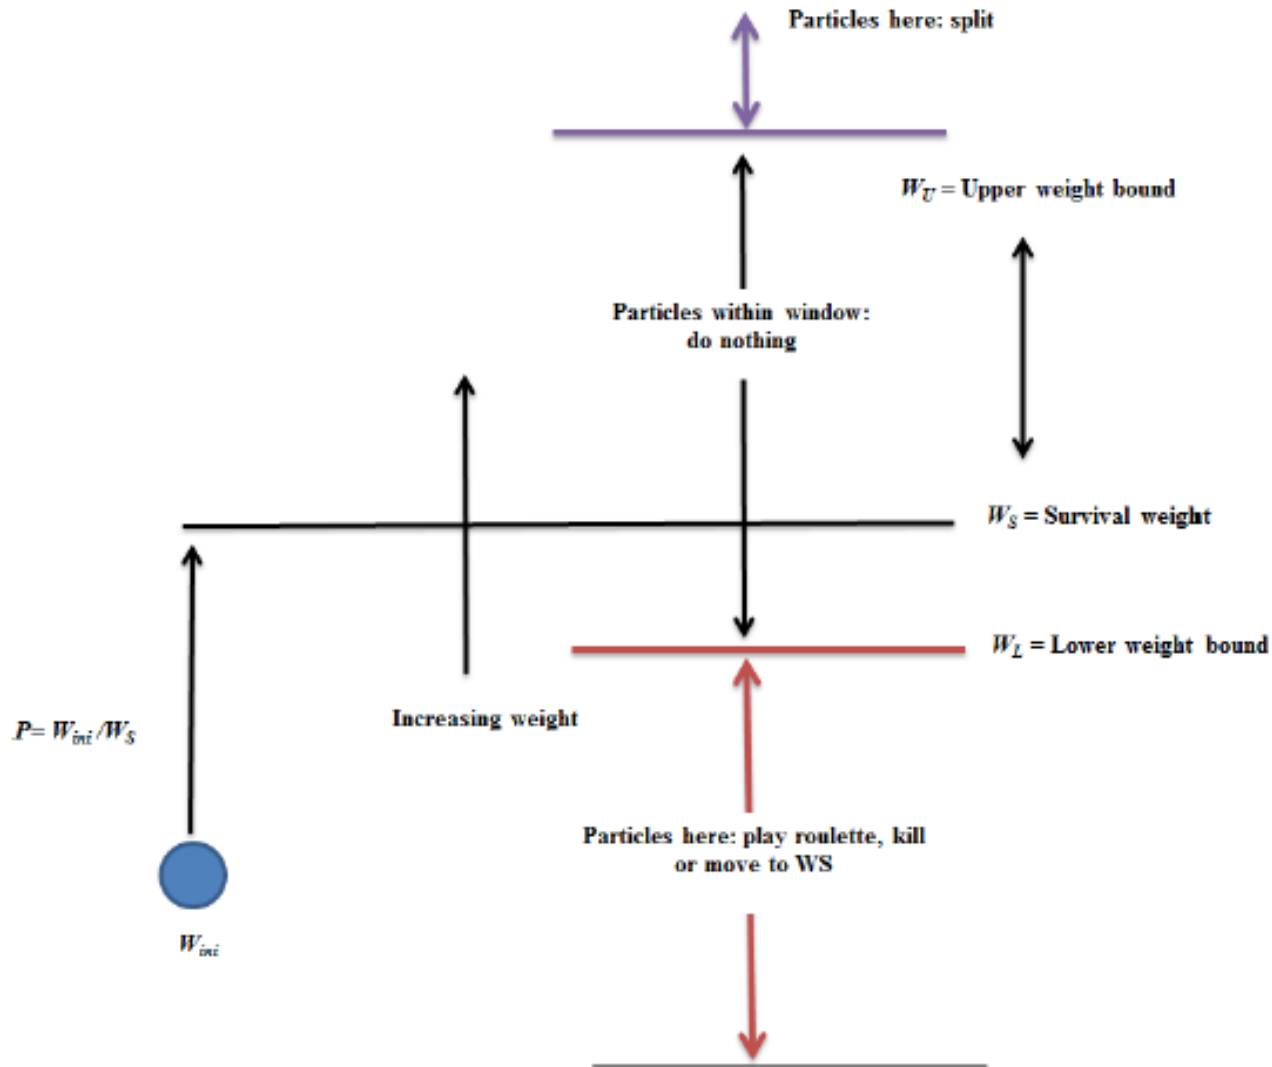 Particles here: split
W_U = Upper weight bound
Particles within window:
do nothing
W_S = Survival weight
W_L = Lower weight bound
Increasing weight
P= W_ini/W_S
Particles here: play roulette, kill
or move to WS
W_ini